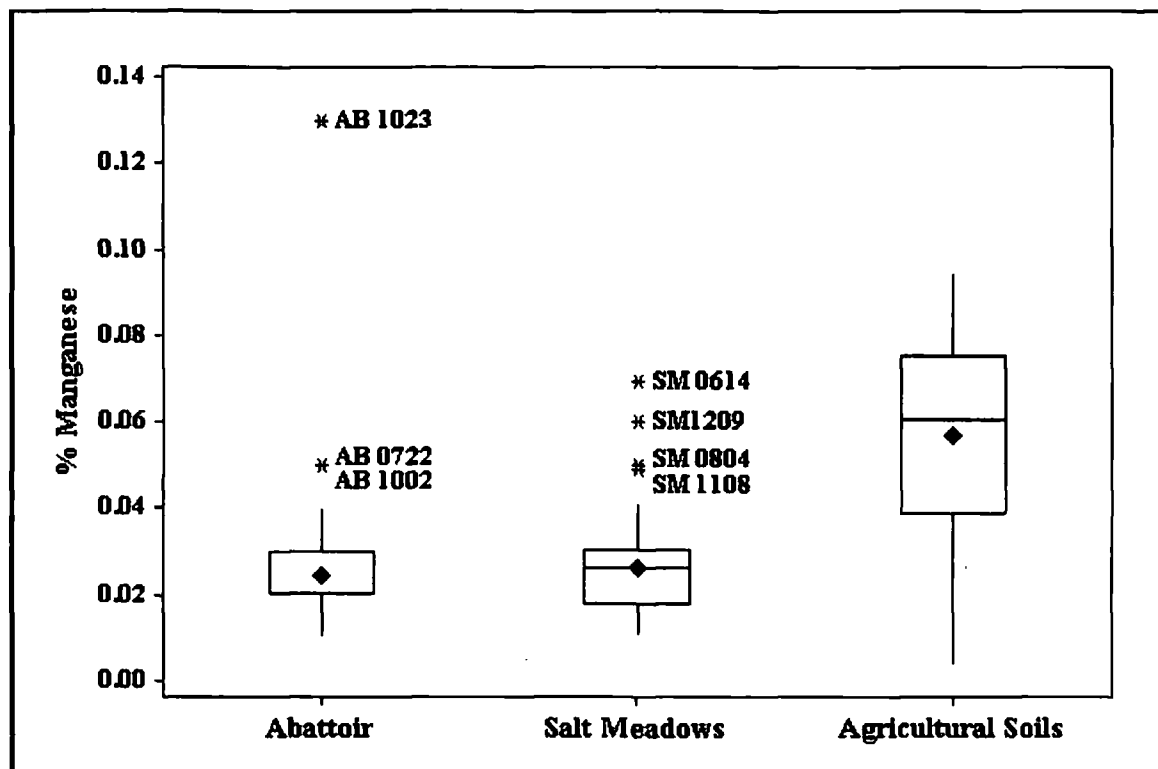 % Manganese
0.14
0.12
0.10
0.08
0.06
0.04
0.02
0.00
AB 1023
AB 0722
AB 1002
SM 0614
SM1209
SM 0804
SM 1108
Abattoir
Salt Meadows
Agricultural Soils